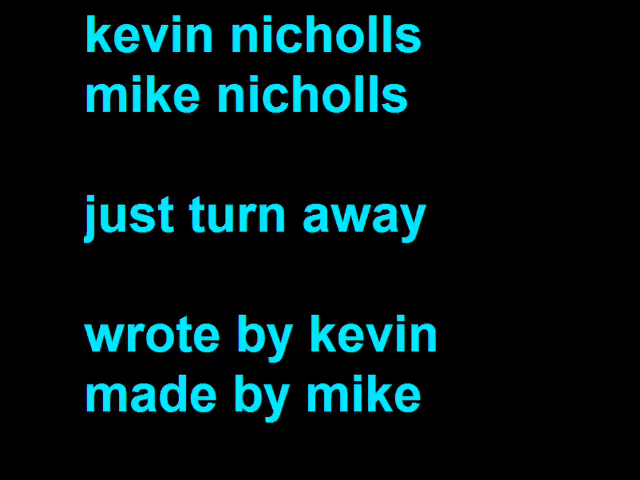 kevin nicholls
mike nicholls
just turn away
wrote by kevin
made by mike